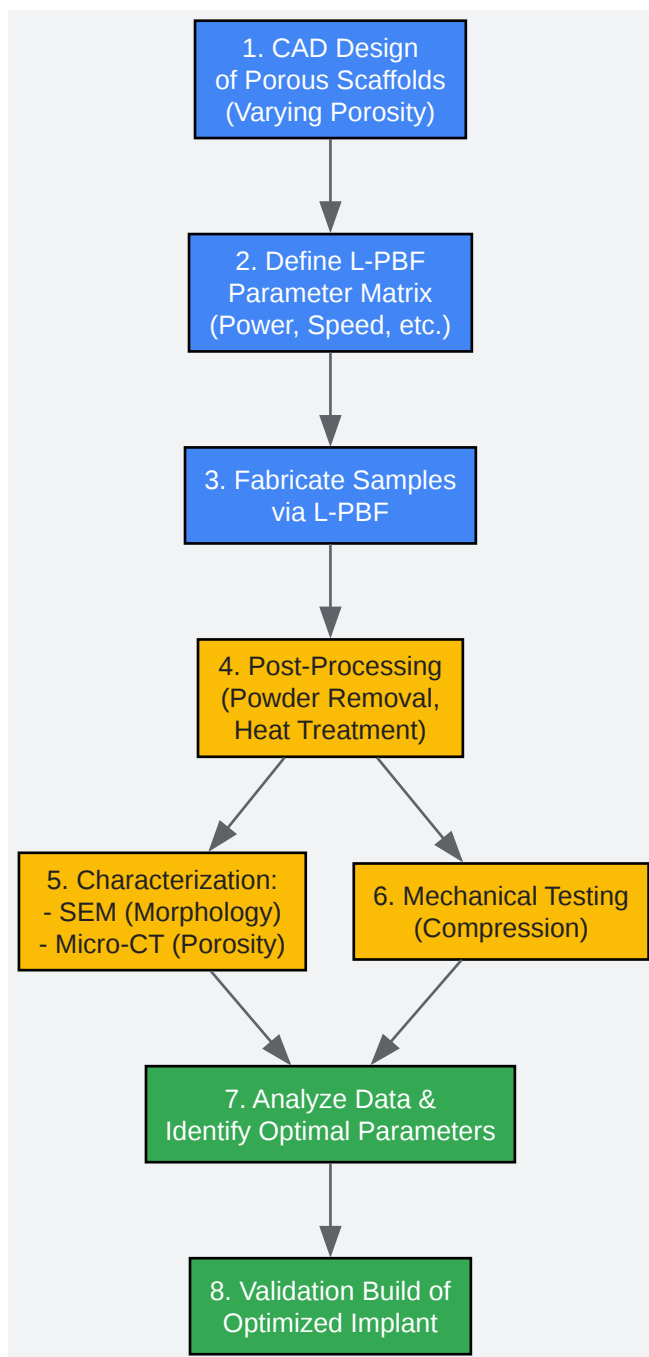 1. CAD Design
of Porous Scaffolds
(Varying Porosity)
2. Define L-PBF
Parameter Matrix
(Power, Speed, etc.)
3. Fabricate Samples
via L-PBF
4. Post-Processing
(Powder Removal,
Heat Treatment)
5. Characterization:
- SEM (Morphology)
- Micro-CT (Porosity)
6. Mechanical Testing
(Compression)
7. Analyze Data &
Identify Optimal Parameters
8. Validation Build of
Optimized Implant